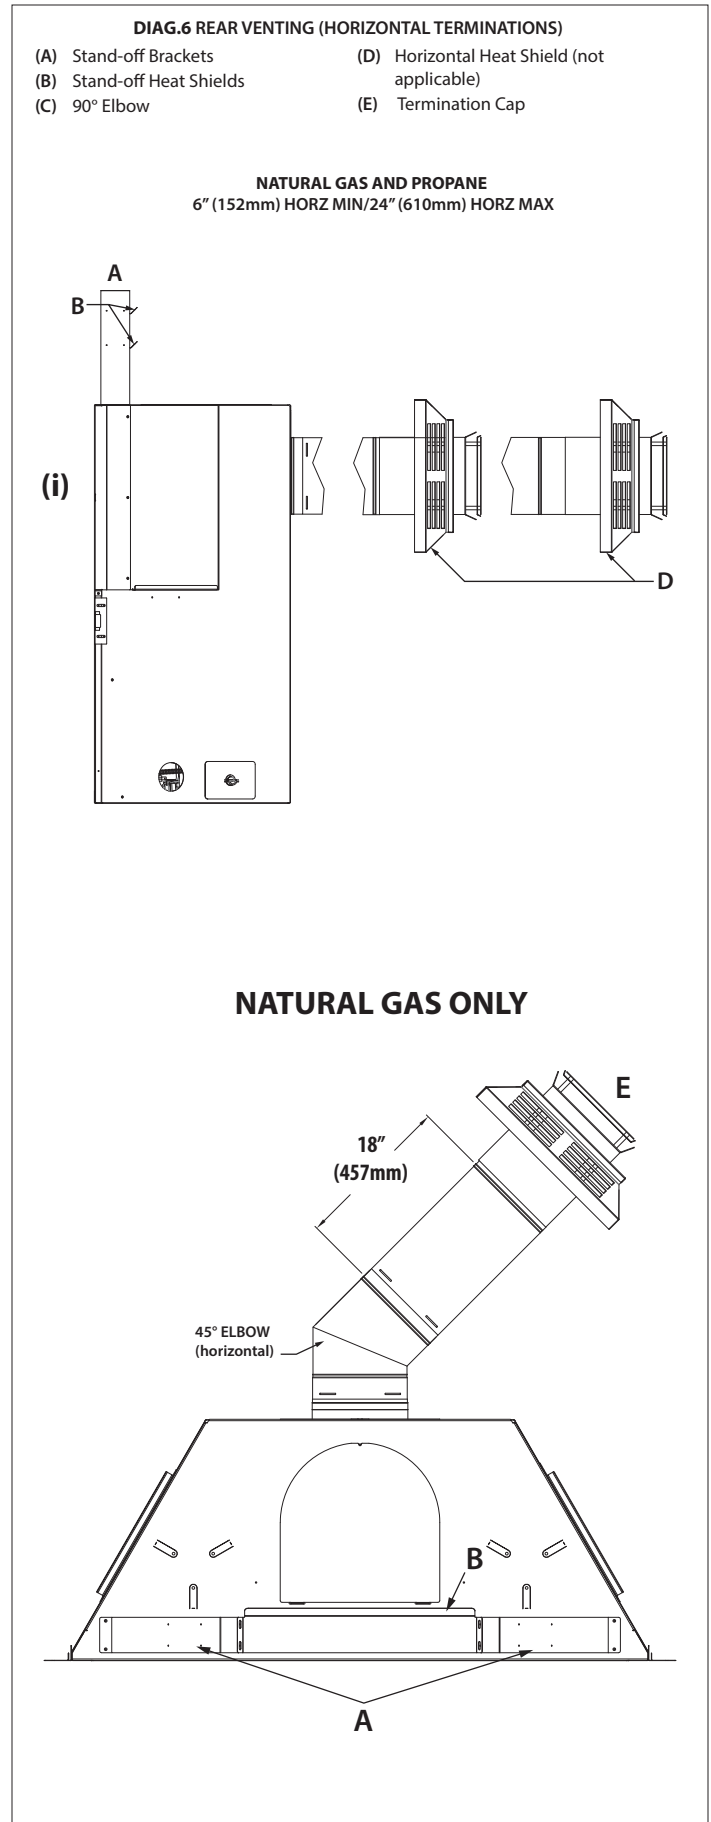 DIAG.6 REAR VENTING (HORIZONTAL TERMINATIONS)
(A) Stand-off Brackets
(B) Stand-off Heat Shields
(C) 90° Elbow
(D) Horizontal Heat Shield (not
applicable)
(E) Termination Cap
NATURAL GAS AND PROPANE
6” (152mm) HORZ MIN/24” (610mm) HORZ MAX
A
B
(i)
D
NATURAL GAS ONLY
E
18”
(457mm)
45° ELBOW
(horizontal)
B
A